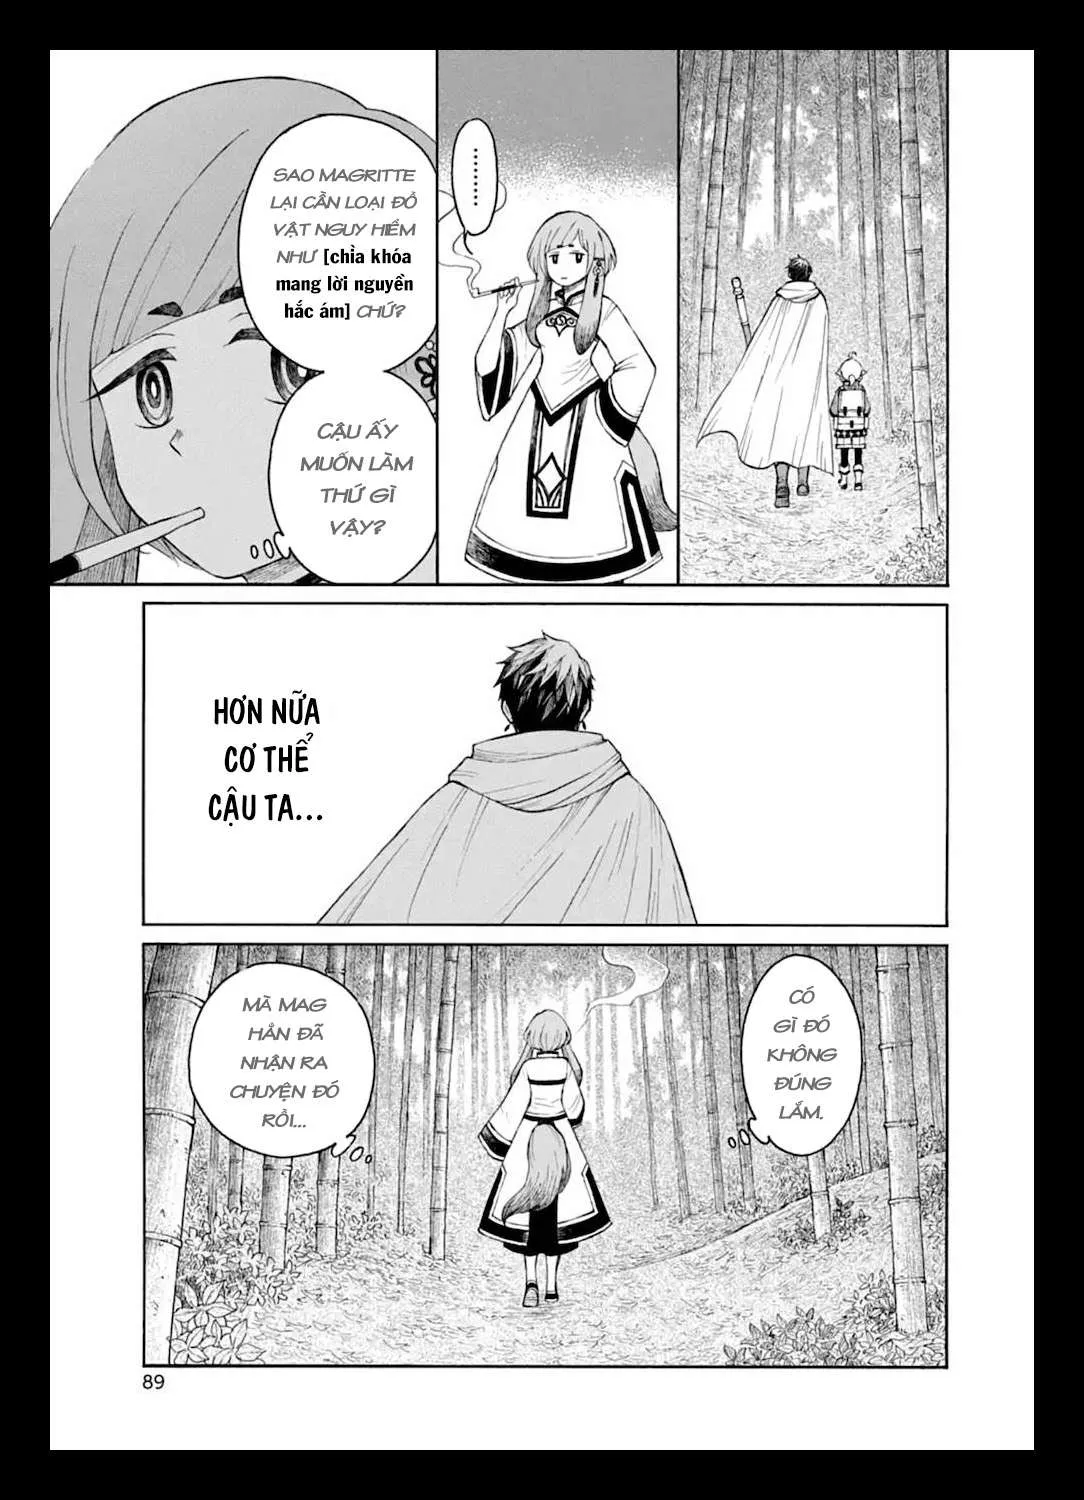 .........
SAO MAGRITTE
LẠI CẦN LOẠI ĐỒ
VẬT NGUY HIỂM
NHƯ [chìa khóa
mang lời nguyền
hắc ám] CHỨ?
CẬU ẤY
MUỐN LÀM
THỨ GÌ
VẬY?
HƠN NỮA
CƠ THỂ
CẬU TA...
CÓ
GÌ ĐÓ
KHÔNG
ĐÚNG
LẮM.
MÀ MAG
HẲN ĐÃ
NHẬN RA
CHUYỆN ĐÓ
RỒI...
89